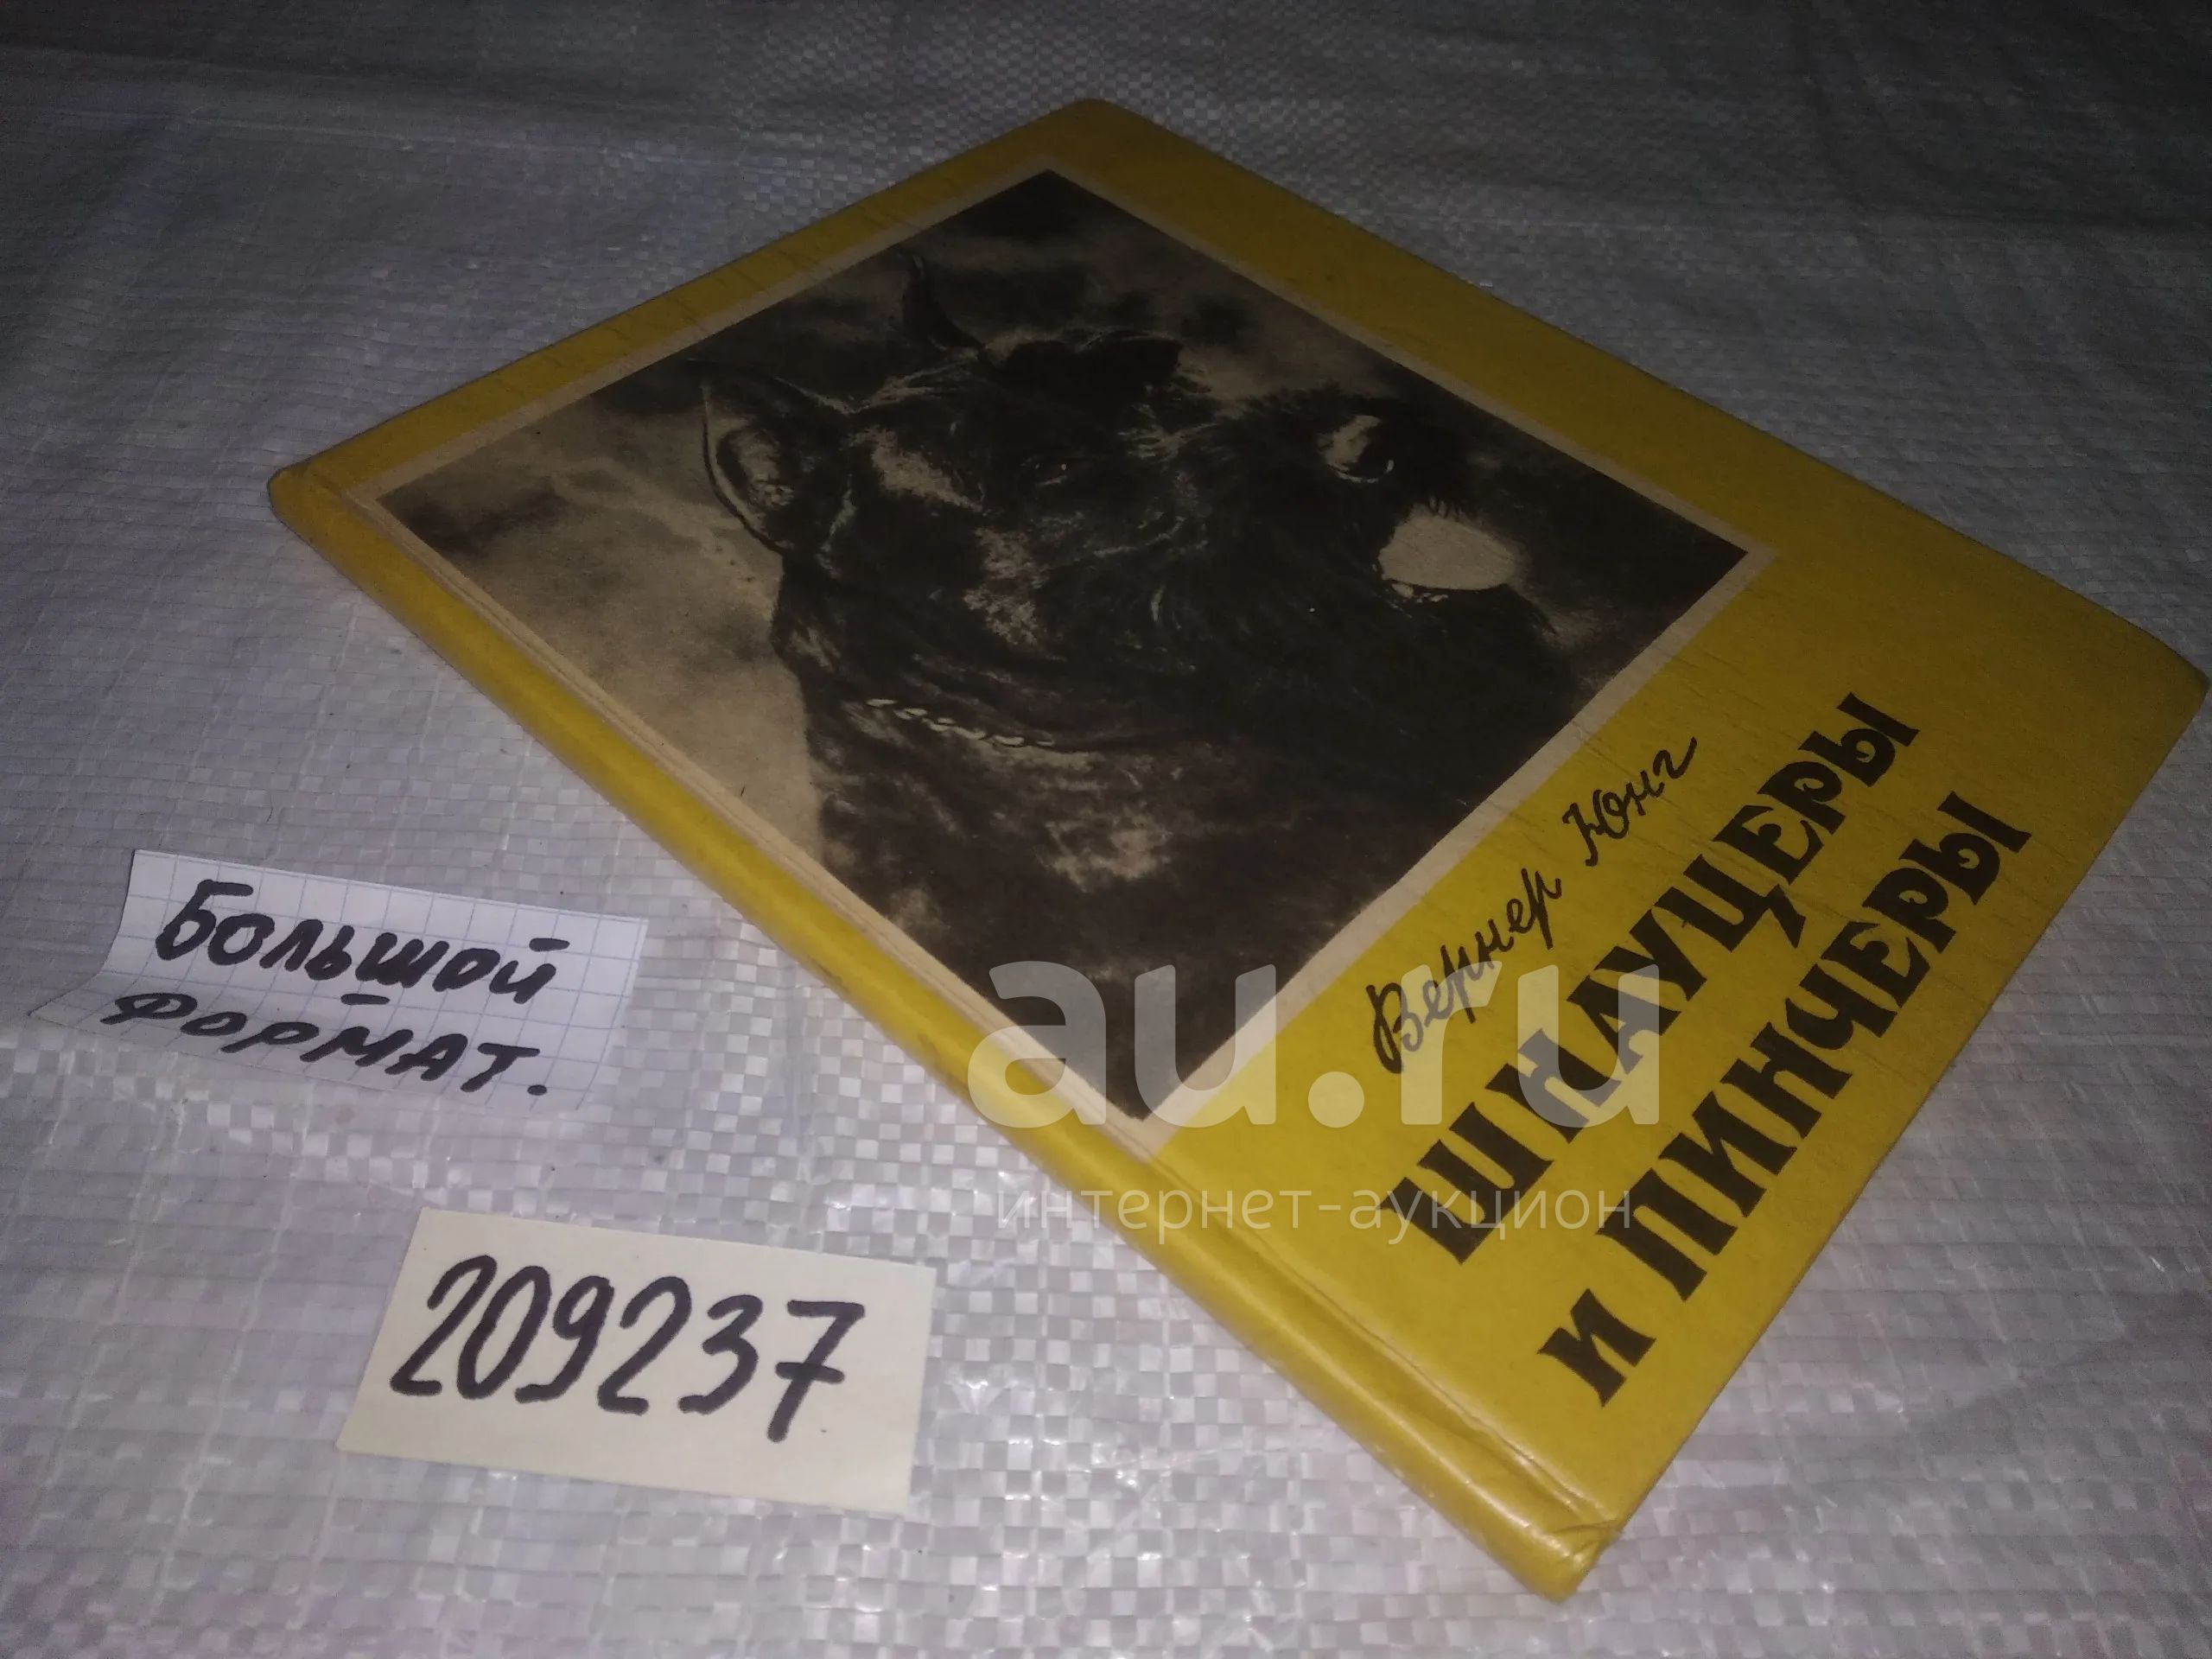 Вернер Юнг
ШНАУЦЕРЫ
и ПИНЧЕРЫ
Большой
формат.
209237
au.ru
интернет-аукцион